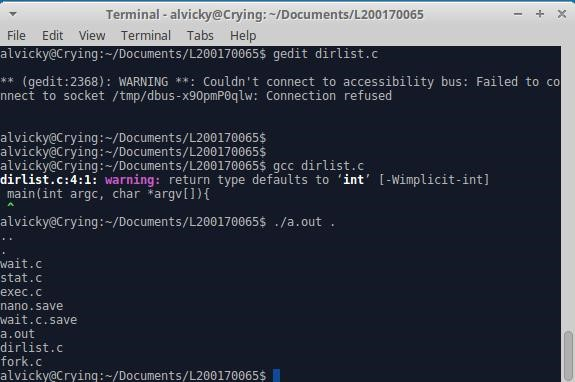 Terminal - alvicky@Crying: ~/Documents/L200170065
File Edit View Terminal Tabs Help
alvicky@Crying:~/Documents/L200170065$ gedit dirlist.c
** (gedit:2368): WARNING **: Couldn't connect to accessibility bus: Failed to co
nnect to socket /tmp/dbus-x9OpmP0qlw: Connection refused
alvicky@Crying:~/Documents/L200170065$
alvicky@Crying:~/Documents/L200170065$
alvicky@Crying:~/Documents/L200170065$ gcc dirlist.c
dirlist.c:4:1: warning: return type defaults to ‘int’ [-Wimplicit-int]
main(int argc, char *argv[]){
^
alvicky@Crying:~/Documents/L200170065$ ./a.out .
..
.
wait.c
stat.c
exec.c
nano.save
wait.c.save
a.out
dirlist.c
fork.c
alvicky@Crying:~/Documents/L200170065$